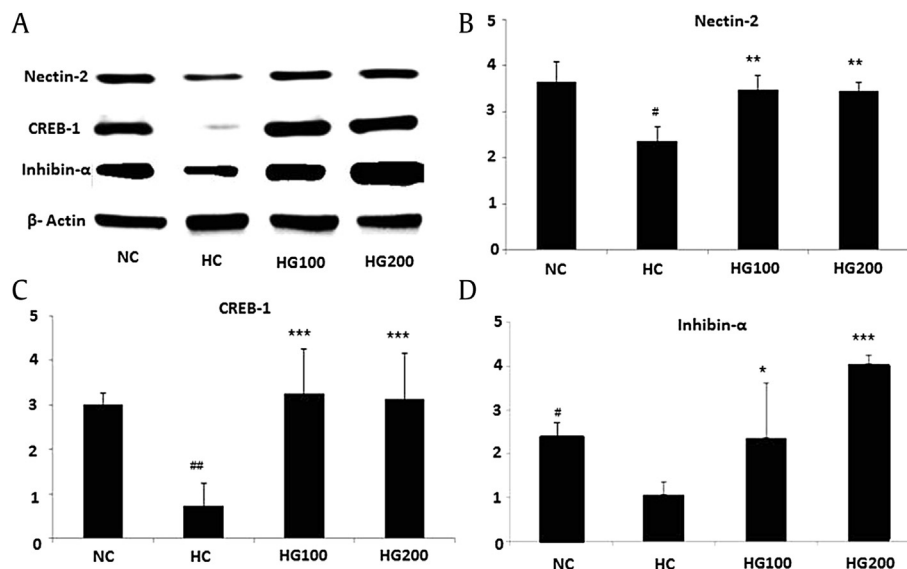 A
Nectin-2
CREB-1
Inhibin-α
β- Actin
NC HC HG100 HG200
B
Nectin-2
5
4
3
2
1
0
#
**
**
NC HC HG100 HG200
C
CREB-1
5
4
3
2
1
0
##
***
***
NC HC HG100 HG200
D
Inhibin-α
5
4
3
2
1
0
#
*
***
NC HC HG100 HG200